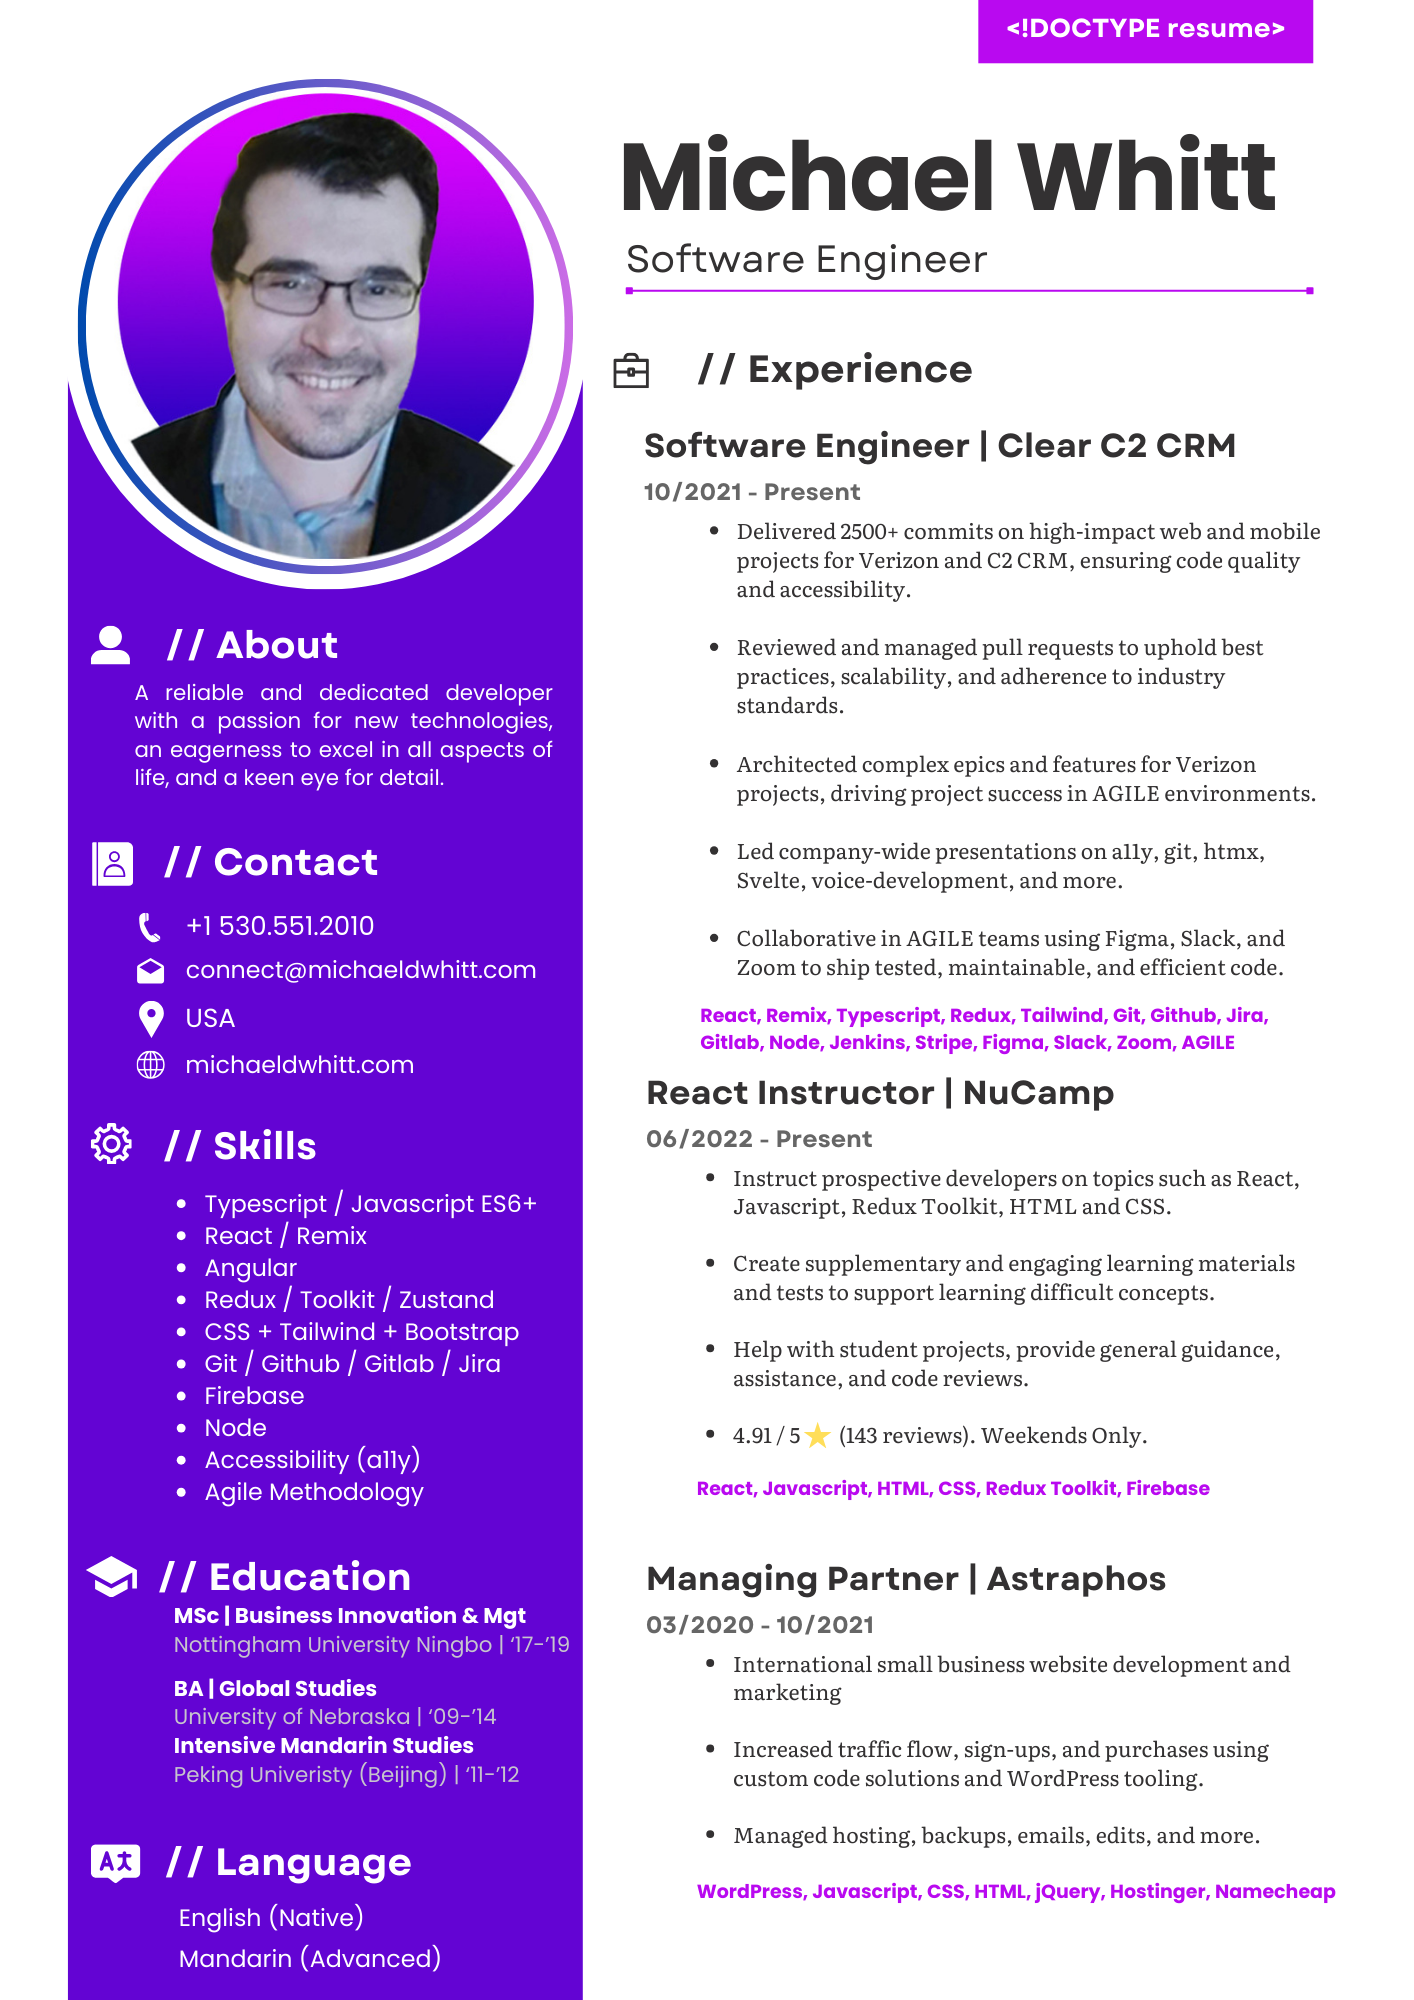 <!DOCTYPE resume>
Michael Whitt
Software Engineer
// About
A reliable and dedicated developer
with a passion for new technologies,
an eagerness to excel in all aspects of
life, and a keen eye for detail.
// Contact
+1 530.551.2010
connect@michaeldwhitt.com
USA
michaeldwhitt.com
// Skills
• Typescript / Javascript ES6+
• React / Remix
• Angular
• Redux / Toolkit / Zustand
• CSS + Tailwind + Bootstrap
• Git / Github / Gitlab / Jira
• Firebase
• Node
• Accessibility (a11y)
• Agile Methodology
// Education
MSc | Business Innovation & Mgt
Nottingham University Ningbo | ‘17-’19
BA | Global Studies
University of Nebraska | ‘09-’14
Intensive Mandarin Studies
Peking Univeristy (Beijing) | ‘11-’12
// Language
English (Native)
Mandarin (Advanced)
// Experience
Software Engineer | Clear C2 CRM
10/2021 - Present
• Delivered 2500+ commits on high-impact web and mobile
projects for Verizon and C2 CRM, ensuring code quality
and accessibility.
• Reviewed and managed pull requests to uphold best
practices, scalability, and adherence to industry
standards.
• Architected complex epics and features for Verizon
projects, driving project success in AGILE environments.
• Led company-wide presentations on a11y, git, htmx,
Svelte, voice-development, and more.
• Collaborative in AGILE teams using Figma, Slack, and
Zoom to ship tested, maintainable, and efficient code.
React, Remix, Typescript, Redux, Tailwind, Git, Github, Jira,
Gitlab, Node, Jenkins, Stripe, Figma, Slack, Zoom, AGILE
React Instructor | NuCamp
06/2022 - Present
• Instruct prospective developers on topics such as React,
Javascript, Redux Toolkit, HTML and CSS.
• Create supplementary and engaging learning materials
and tests to support learning difficult concepts.
• Help with student projects, provide general guidance,
assistance, and code reviews.
• 4.91 / 5 ⭐ (143 reviews). Weekends Only.
React, Javascript, HTML, CSS, Redux Toolkit, Firebase
Managing Partner | Astraphos
03/2020 - 10/2021
• International small business website development and
marketing
• Increased traffic flow, sign-ups, and purchases using
custom code solutions and WordPress tooling.
• Managed hosting, backups, emails, edits, and more.
WordPress, Javascript, CSS, HTML, jQuery, Hostinger, Namecheap